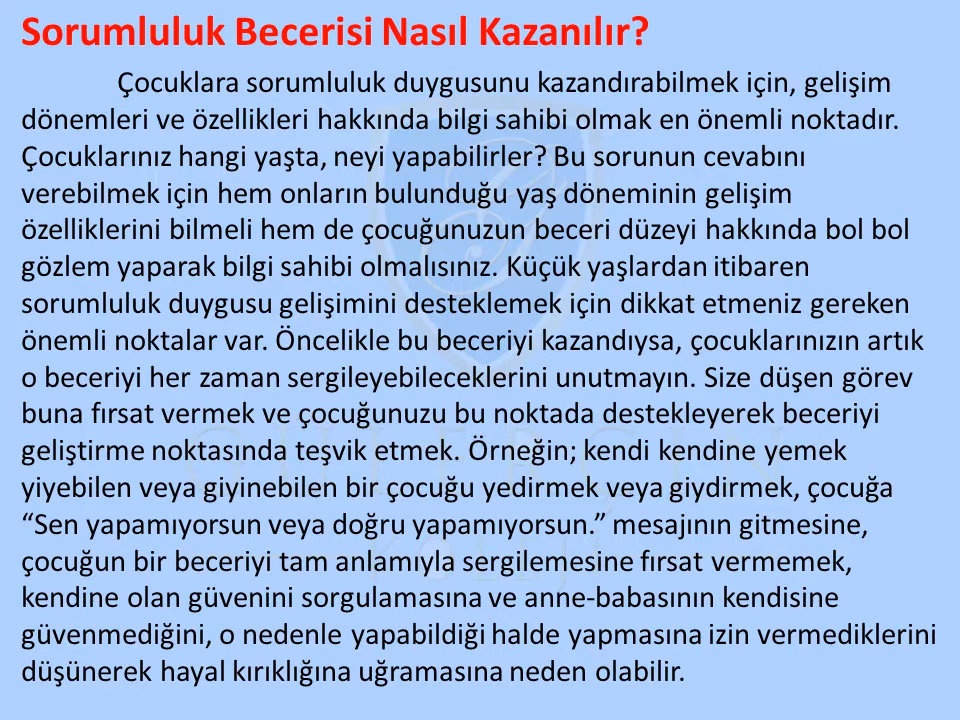 Sorumluluk Becerisi Nasıl Kazanılır?
Çocuklara sorumluluk duygusunu kazandırabilmek için, gelişim
dönemleri ve özellikleri hakkında bilgi sahibi olmak en önemli noktadır.
Çocuklarınız hangi yaşta, neyi yapabilirler? Bu sorunun cevabını
verebilmek için hem onların bulunduğu yaş döneminin gelişim
özelliklerini bilmeli hem de çocuğunuzun beceri düzeyi hakkında bol bol
gözlem yaparak bilgi sahibi olmalısınız. Küçük yaşlardan itibaren
sorumluluk duygusu gelişimini desteklemek için dikkat etmeniz gereken
önemli noktalar var. Öncelikle bu beceriyi kazandıysa, çocuklarınızın artık
o beceriyi her zaman sergileyebileceklerini unutmayın. Size düşen görev
buna fırsat vermek ve çocuğunuzu bu noktada destekleyerek beceriyi
geliştirme noktasında teşvik etmek. Örneğin; kendi kendine yemek
yiyebilen veya giyinebilen bir çocuğu yedirmek veya giydirmek, çocuğa
“Sen yapamıyorsun veya doğru yapamıyorsun.” mesajının gitmesine,
çocuğun bir beceriyi tam anlamıyla sergilemesine fırsat vermemek,
kendine olan güvenini sorgulamasına ve anne-babasının kendisine
güvenmediğini, o nedenle yapabildiği halde yapmasına izin vermediklerini
düşünerek hayal kırıklığına uğramasına neden olabilir.